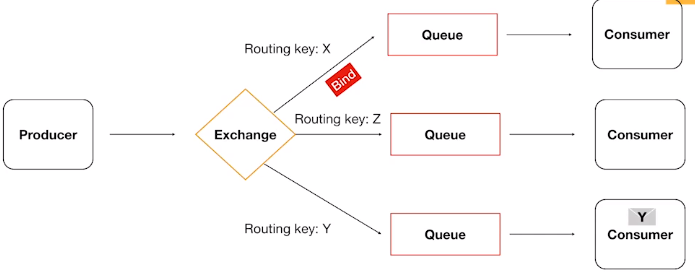 Routing key: X
Queue
Consumer
Bind
Producer
Exchange
Routing key: Z
Queue
Consumer
Routing key: Y
Queue
Y
Consumer